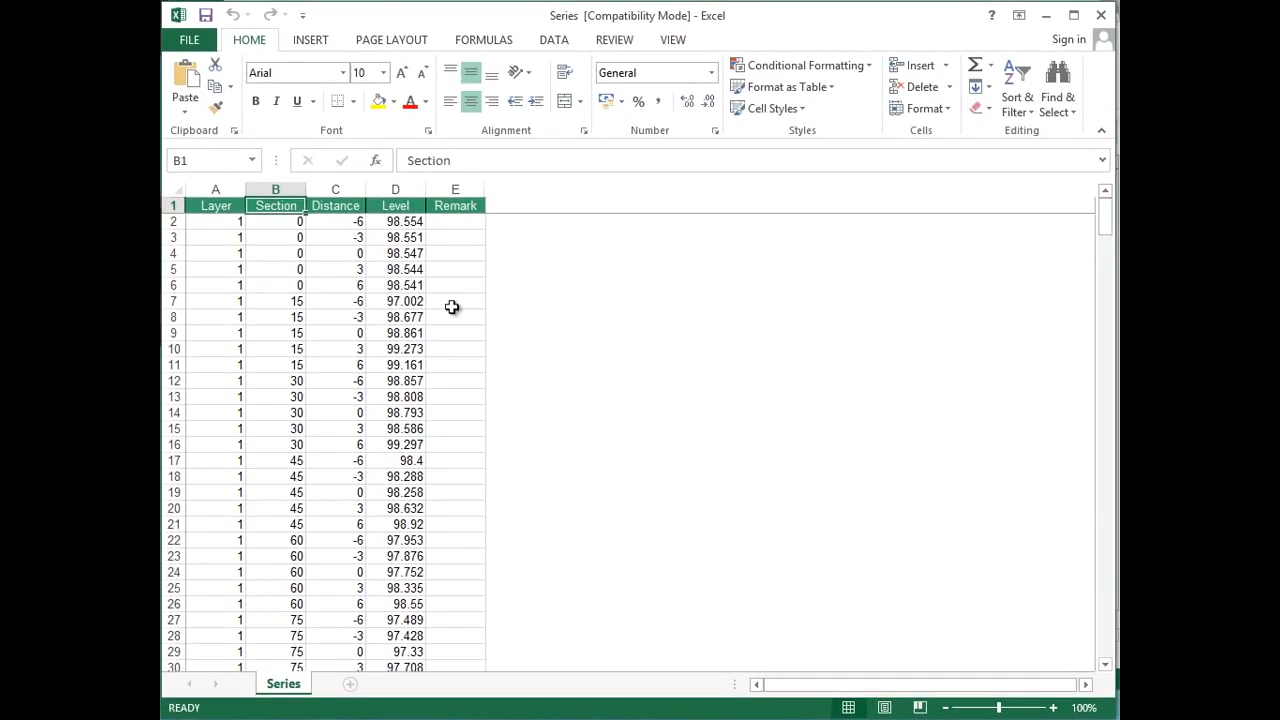 Series [Compatibility Mode] - Excel
FILE HOME INSERT PAGE LAYOUT FORMULAS DATA REVIEW VIEW Sign in
Paste Arial 10 B I U General % , Conditional Formatting Format as Table Cell Styles Insert Delete Format Sort & Filter Find & Select
Clipboard Font Alignment Number Styles Cells Editing
B1 fx Section
A B C D E
1 Layer Section Distance Level Remark
2 1 0 -6 98.554
3 1 0 -3 98.551
4 1 0 0 98.547
5 1 0 3 98.544
6 1 0 6 98.541
7 1 15 -6 97.002
8 1 15 -3 98.677
9 1 15 0 98.861
10 1 15 3 99.273
11 1 15 6 99.161
12 1 30 -6 98.857
13 1 30 -3 98.808
14 1 30 0 98.793
15 1 30 3 98.586
16 1 30 6 99.297
17 1 45 -6 98.4
18 1 45 -3 98.288
19 1 45 0 98.258
20 1 45 3 98.632
21 1 45 6 98.92
22 1 60 -6 97.953
23 1 60 -3 97.876
24 1 60 0 97.752
25 1 60 3 98.335
26 1 60 6 98.55
27 1 75 -6 97.489
28 1 75 -3 97.428
29 1 75 0 97.33
30 1 75 3 97.708
Series
READY 100%